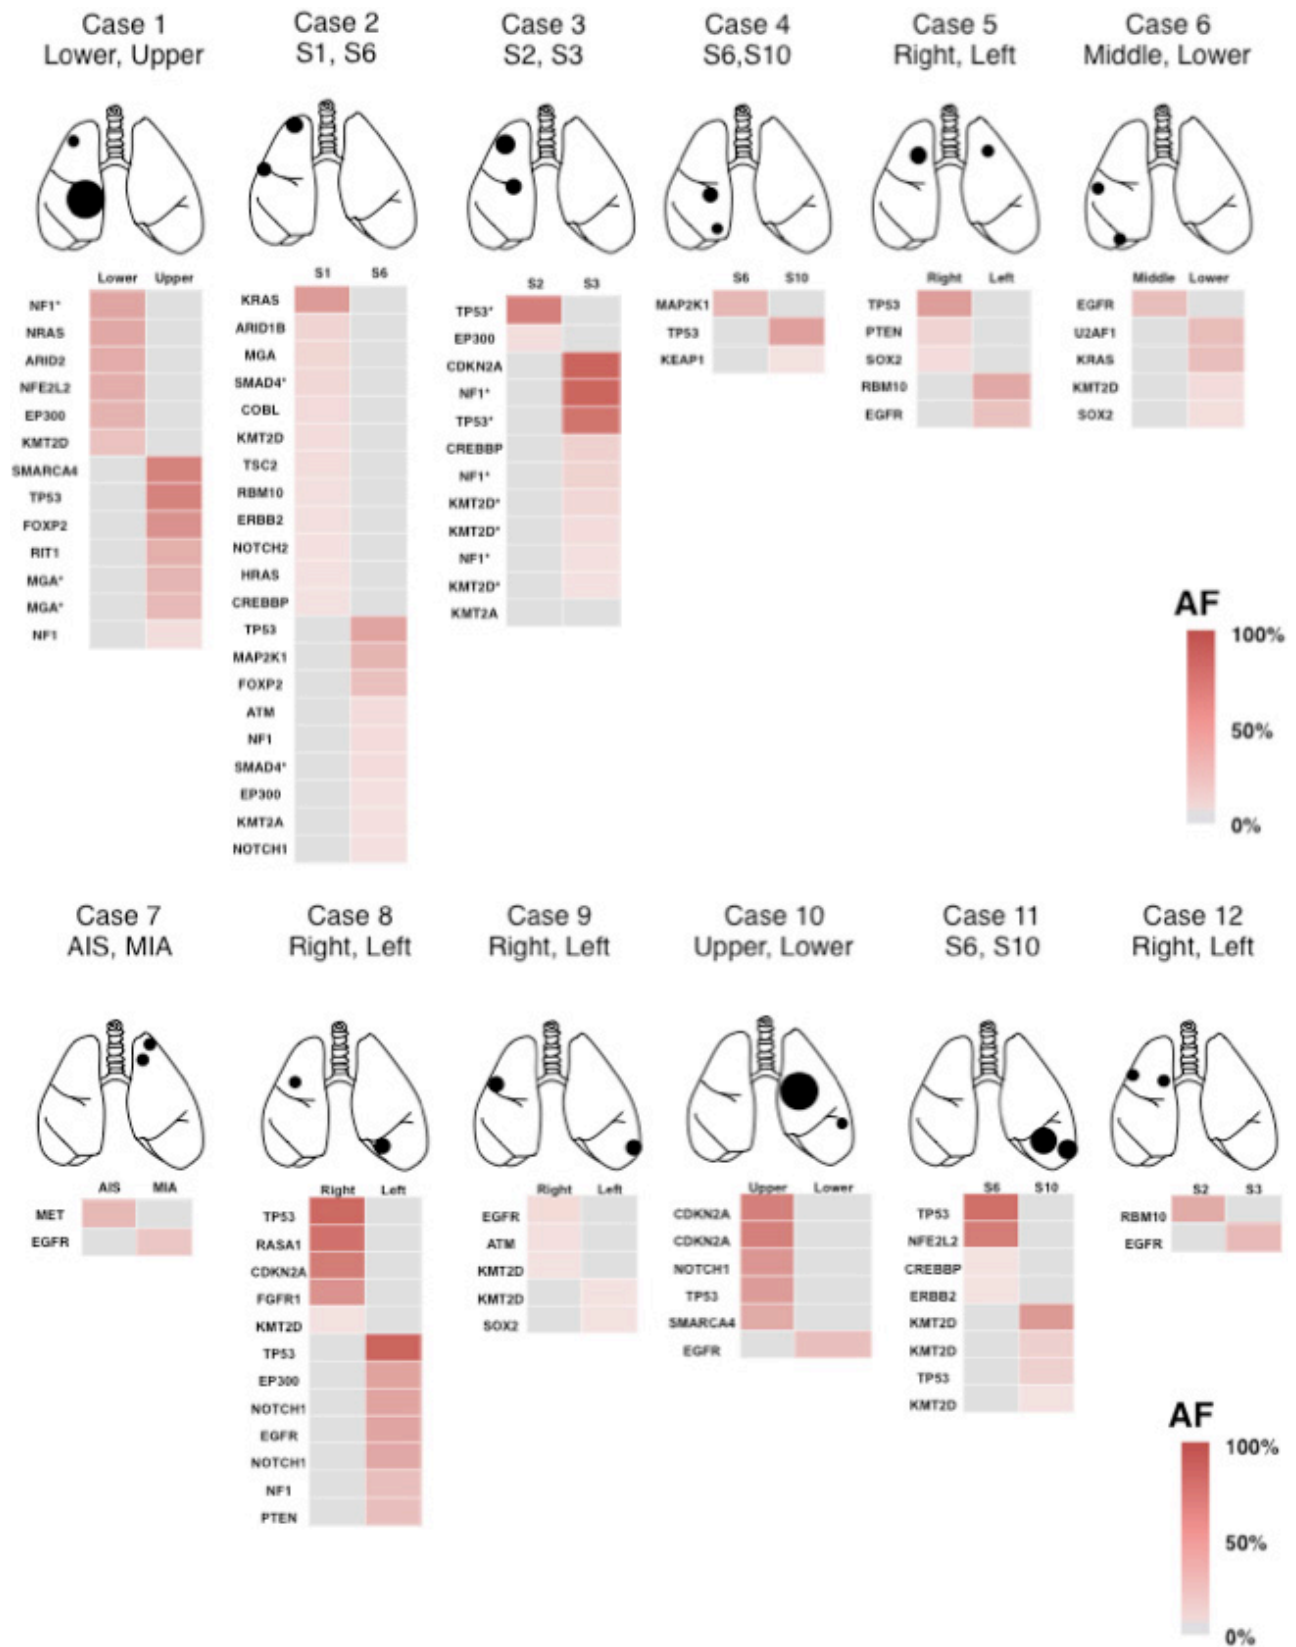 Case 1
Lower, Upper
Case 2
S1, S6
Case 3
S2, S3
Case 4
S6,S10
Case 5
Right, Left
Case 6
Middle, Lower
Lower Upper
NF1*
NRAS
ARID2
NFE2L2
EP300
KMT2D
SMARCA4
TP53
FOXP2
RIT1
MGA*
MGA*
NF1
S1 S6
KRAS
ARID1B
MGA
SMAD4*
COBL
KMT2D
TSC2
RBM10
ERBB2
NOTCH2
HRAS
CREBBP
TP53
MAP2K1
FOXP2
ATM
NF1
SMAD4*
EP300
KMT2A
NOTCH1
S2 S3
TP53*
EP300
CDKN2A
NF1*
TP53*
CREBBP
NF1*
KMT2D*
KMT2D*
NF1*
KMT2D*
KMT2A
S6 S10
MAP2K1
TP53
KEAP1
Right Left
TP53
PTEN
SOX2
RBM10
EGFR
Middle Lower
EGFR
U2AF1
KRAS
KMT2D
SOX2
AF
100%
50%
0%
Case 7
AIS, MIA
Case 8
Right, Left
Case 9
Right, Left
Case 10
Upper, Lower
Case 11
S6, S10
Case 12
Right, Left
AIS MIA
MET
EGFR
Right Left
TP53
RASA1
CDKN2A
FGFR1
KMT2D
TP53
EP300
NOTCH1
EGFR
NOTCH1
NF1
PTEN
Right Left
EGFR
ATM
KMT2D
KMT2D
SOX2
Upper Lower
CDKN2A
CDKN2A
NOTCH1
TP53
SMARCA4
EGFR
S6 S10
TP53
NFE2L2
CREBBP
ERBB2
KMT2D
KMT2D
TP53
KMT2D
S2 S3
RBM10
EGFR
AF
100%
50%
0%